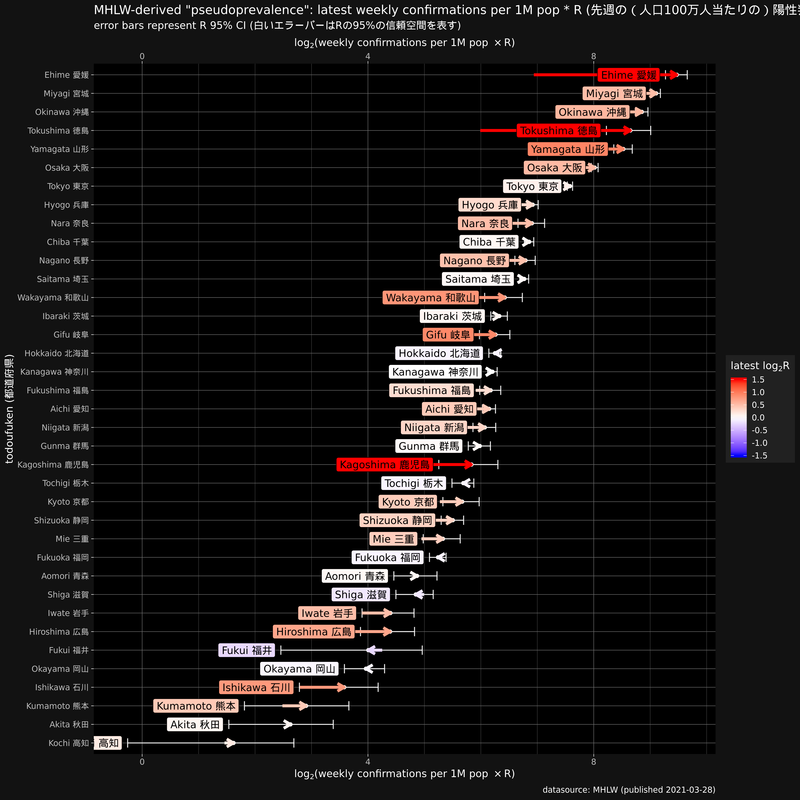 MHLW-derived "pseudoprevalence": latest weekly confirmations per 1M pop * R (先週の ( 人口100万人当たりの ) 陽性
error bars represent R 95% CI (白いエラーバーはRの95%の信頼空間を表す)
log2(weekly confirmations per 1M pop × R)
0 4 8
Ehime 愛媛 Ehime 愛媛
Miyagi 宮城 Miyagi 宮城
Okinawa 沖縄 Okinawa 沖縄
Tokushima 徳島 Tokushima 徳島
Yamagata 山形 Yamagata 山形
Osaka 大阪 Osaka 大阪
Tokyo 東京 Tokyo 東京
Hyogo 兵庫 Hyogo 兵庫
Nara 奈良 Nara 奈良
Chiba 千葉 Chiba 千葉
Nagano 長野 Nagano 長野
Saitama 埼玉 Saitama 埼玉
Wakayama 和歌山 Wakayama 和歌山
Ibaraki 茨城 Ibaraki 茨城
Gifu 岐阜 Gifu 岐阜
Hokkaido 北海道 Hokkaido 北海道
Kanagawa 神奈川 Kanagawa 神奈川
Fukushima 福島 Fukushima 福島
Aichi 愛知 Aichi 愛知
Niigata 新潟 Niigata 新潟
Gunma 群馬 Gunma 群馬
Kagoshima 鹿児島 Kagoshima 鹿児島
Tochigi 栃木 Tochigi 栃木
Kyoto 京都 Kyoto 京都
Shizuoka 静岡 Shizuoka 静岡
Mie 三重 Mie 三重
Fukuoka 福岡 Fukuoka 福岡
Aomori 青森 Aomori 青森
Shiga 滋賀 Shiga 滋賀
Iwate 岩手 Iwate 岩手
Hiroshima 広島 Hiroshima 広島
Fukui 福井 Fukui 福井
Okayama 岡山 Okayama 岡山
Ishikawa 石川 Ishikawa 石川
Kumamoto 熊本 Kumamoto 熊本
Akita 秋田 Akita 秋田
Kochi 高知 高知
0 4 8
log2(weekly confirmations per 1M pop × R)
todoufuken (都道府県)
latest log2R
1.5
1.0
0.5
0.0
-0.5
-1.0
-1.5
datasource: MHLW (published 2021-03-28)